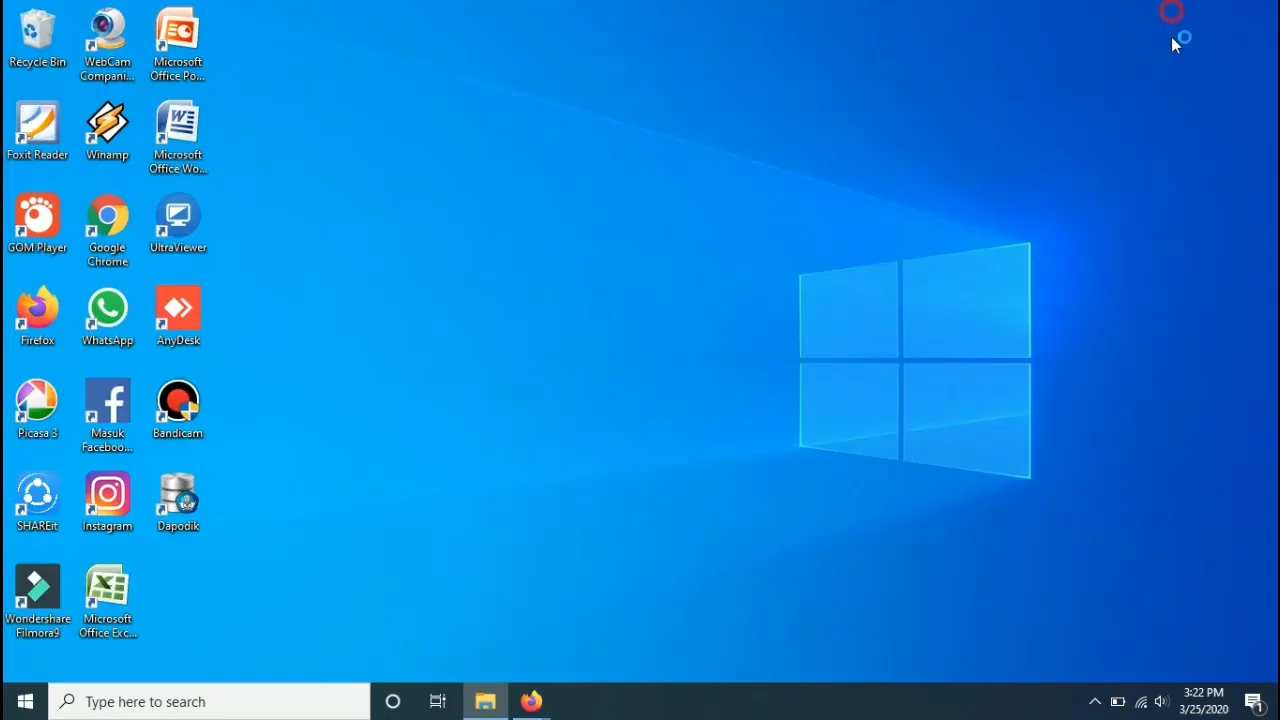 Recycle Bin
WebCam
Compani...
Microsoft
Office Po...
Foxit Reader
Winamp
Microsoft
Office Wo...
GOM Player
Google
Chrome
UltraViewer
Firefox
WhatsApp
AnyDesk
Picasa 3
Masuk
Faceboo...
Bandicam
SHAREit
Instagram
Dapodik
Wondershare
Filmora9
Microsoft
Office Exc...
Type here to search
3:22 PM
3/25/2020
1